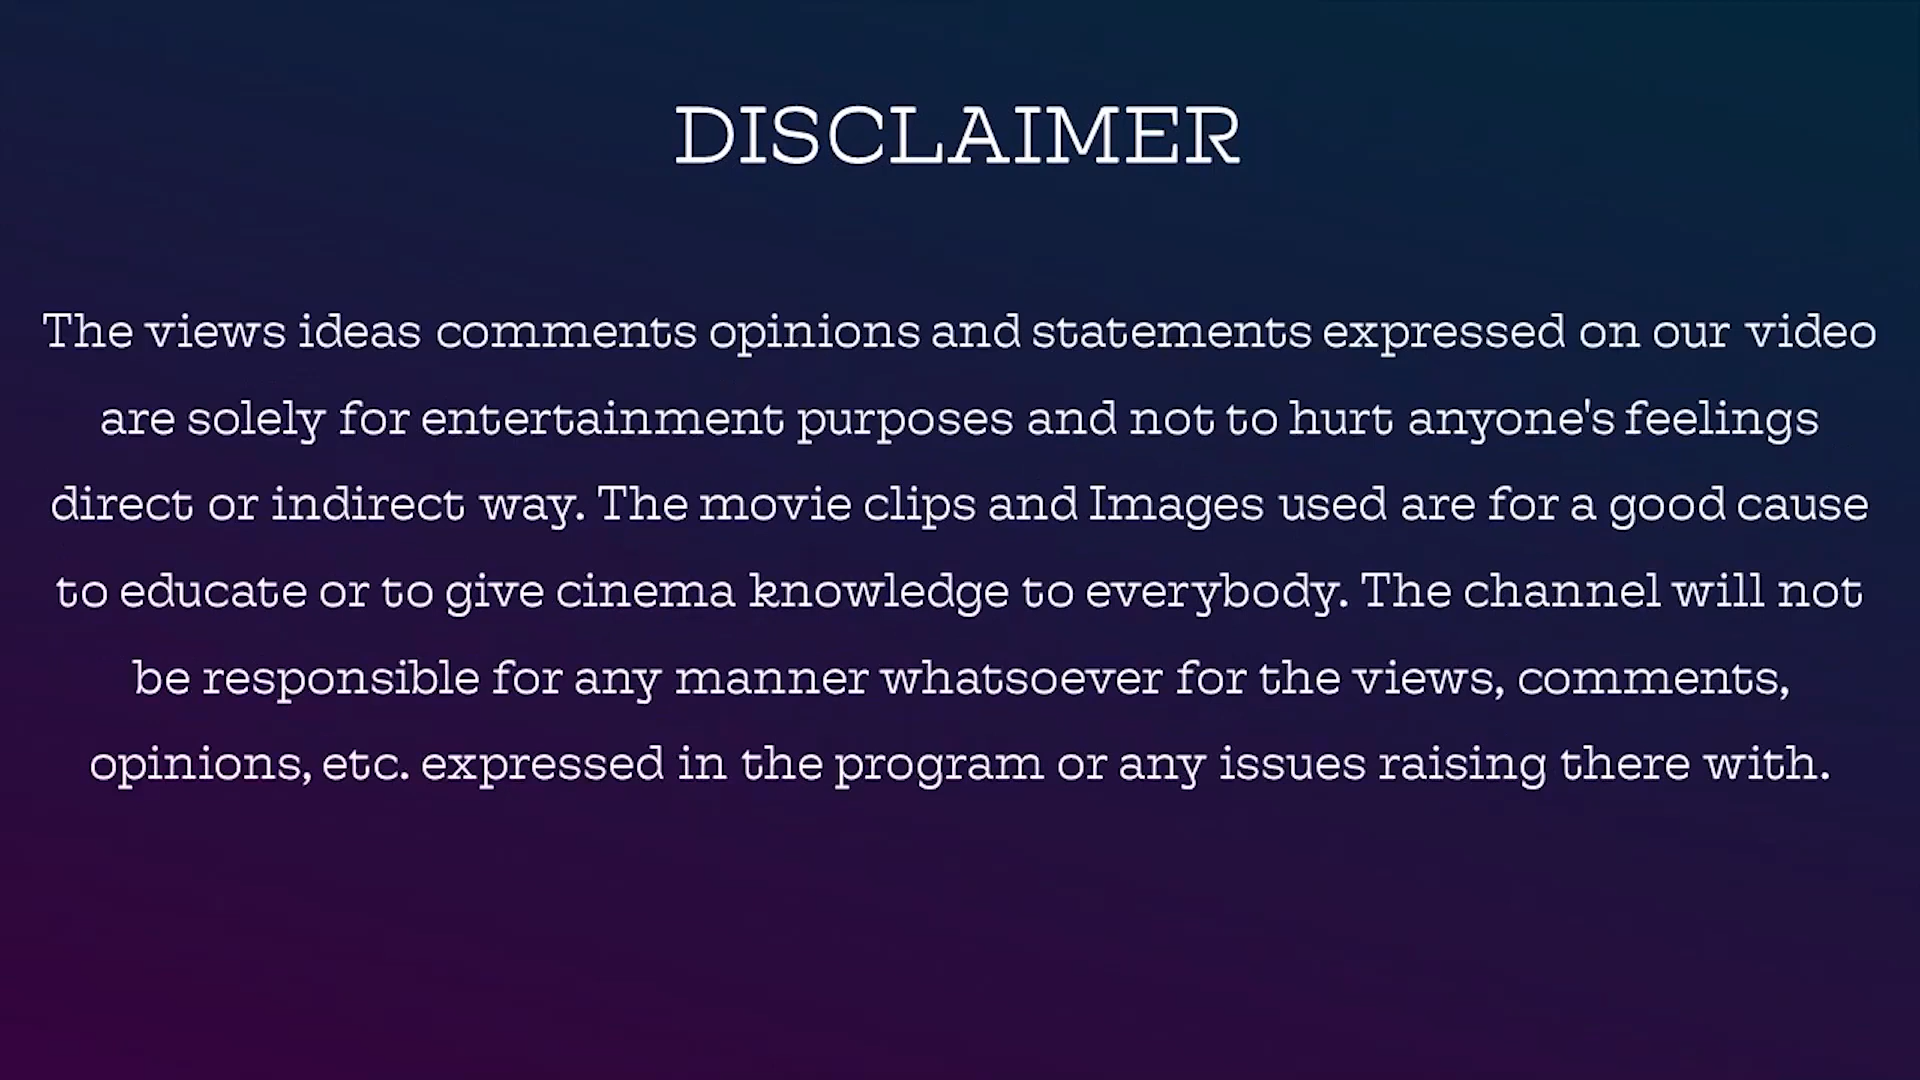 DISCLAIMER
The views ideas comments opinions and statements expressed on our video
are solely for entertainment purposes and not to hurt anyone's feelings
direct or indirect way. The movie clips and Images used are for a good cause
to educate or to give cinema knowledge to everybody. The channel will not
be responsible for any manner whatsoever for the views, comments,
opinions, etc. expressed in the program or any issues raising there with.